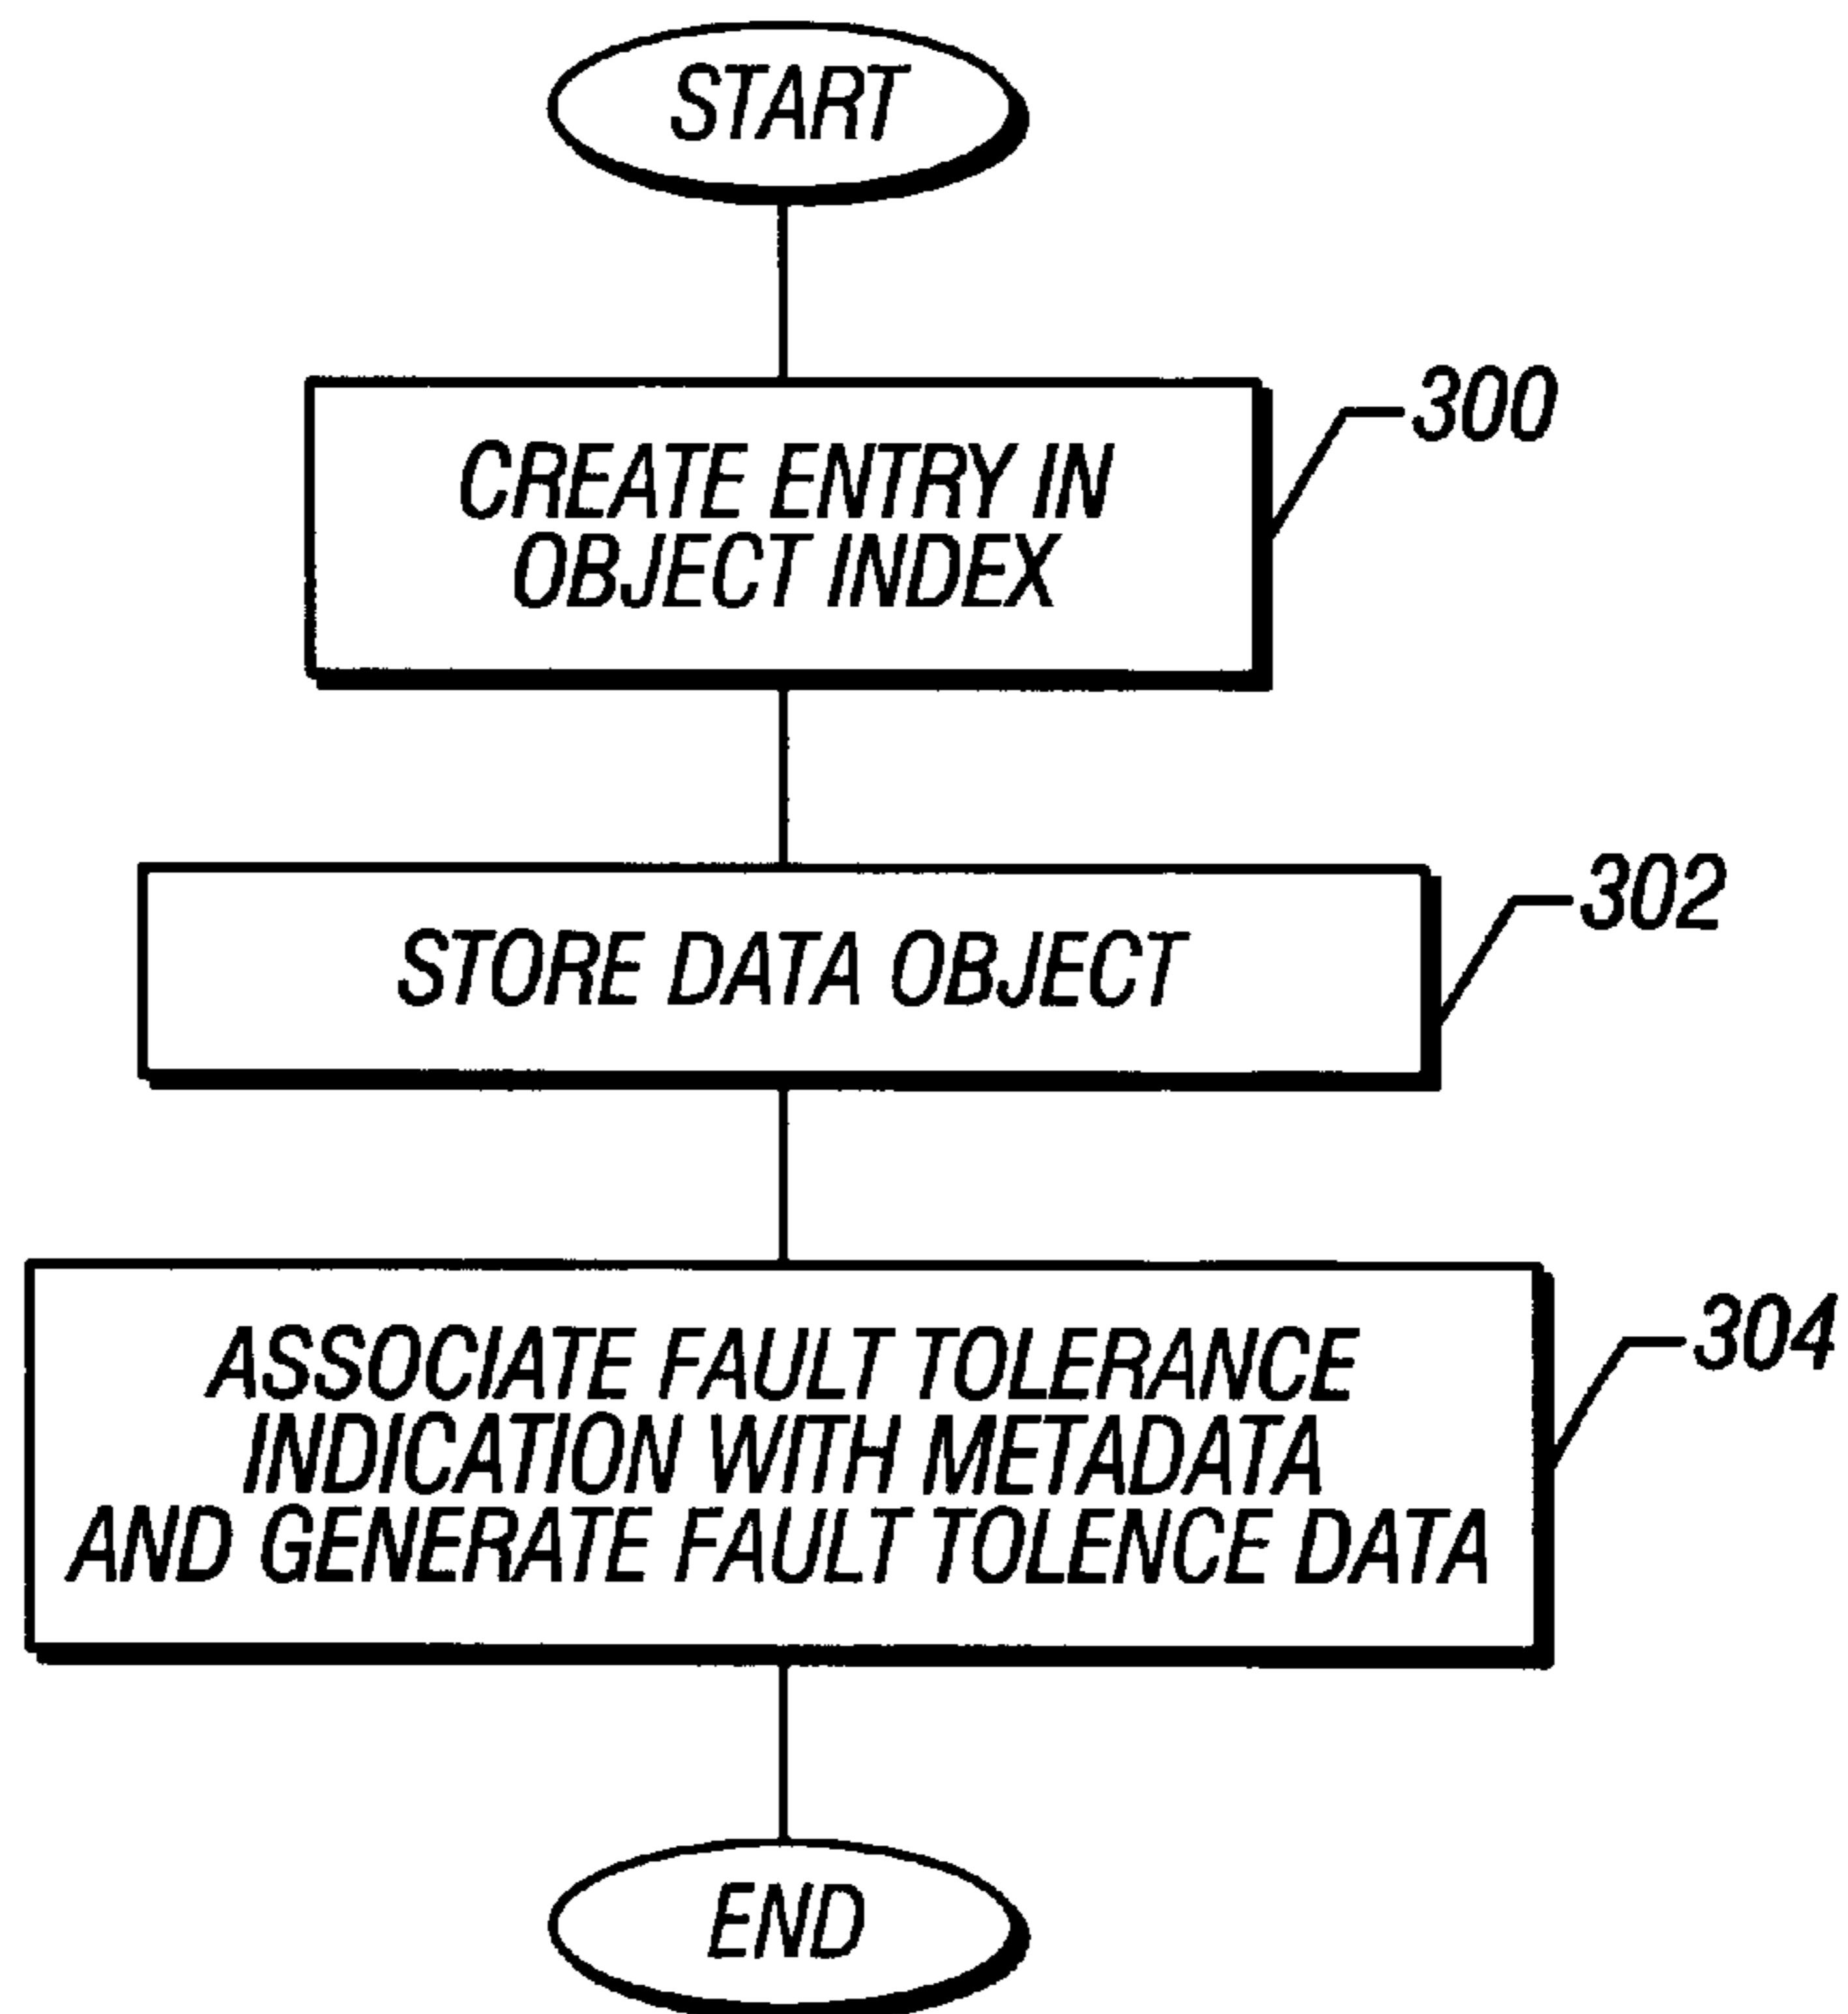 START
300
CREATE ENTRY IN
OBJECT INDEX
302
STORE DATA OBJECT
304
ASSOCIATE FAULT TOLERANCE
INDICATION WITH METADATA
AND GENERATE FAULT TOLENCE DATA
END